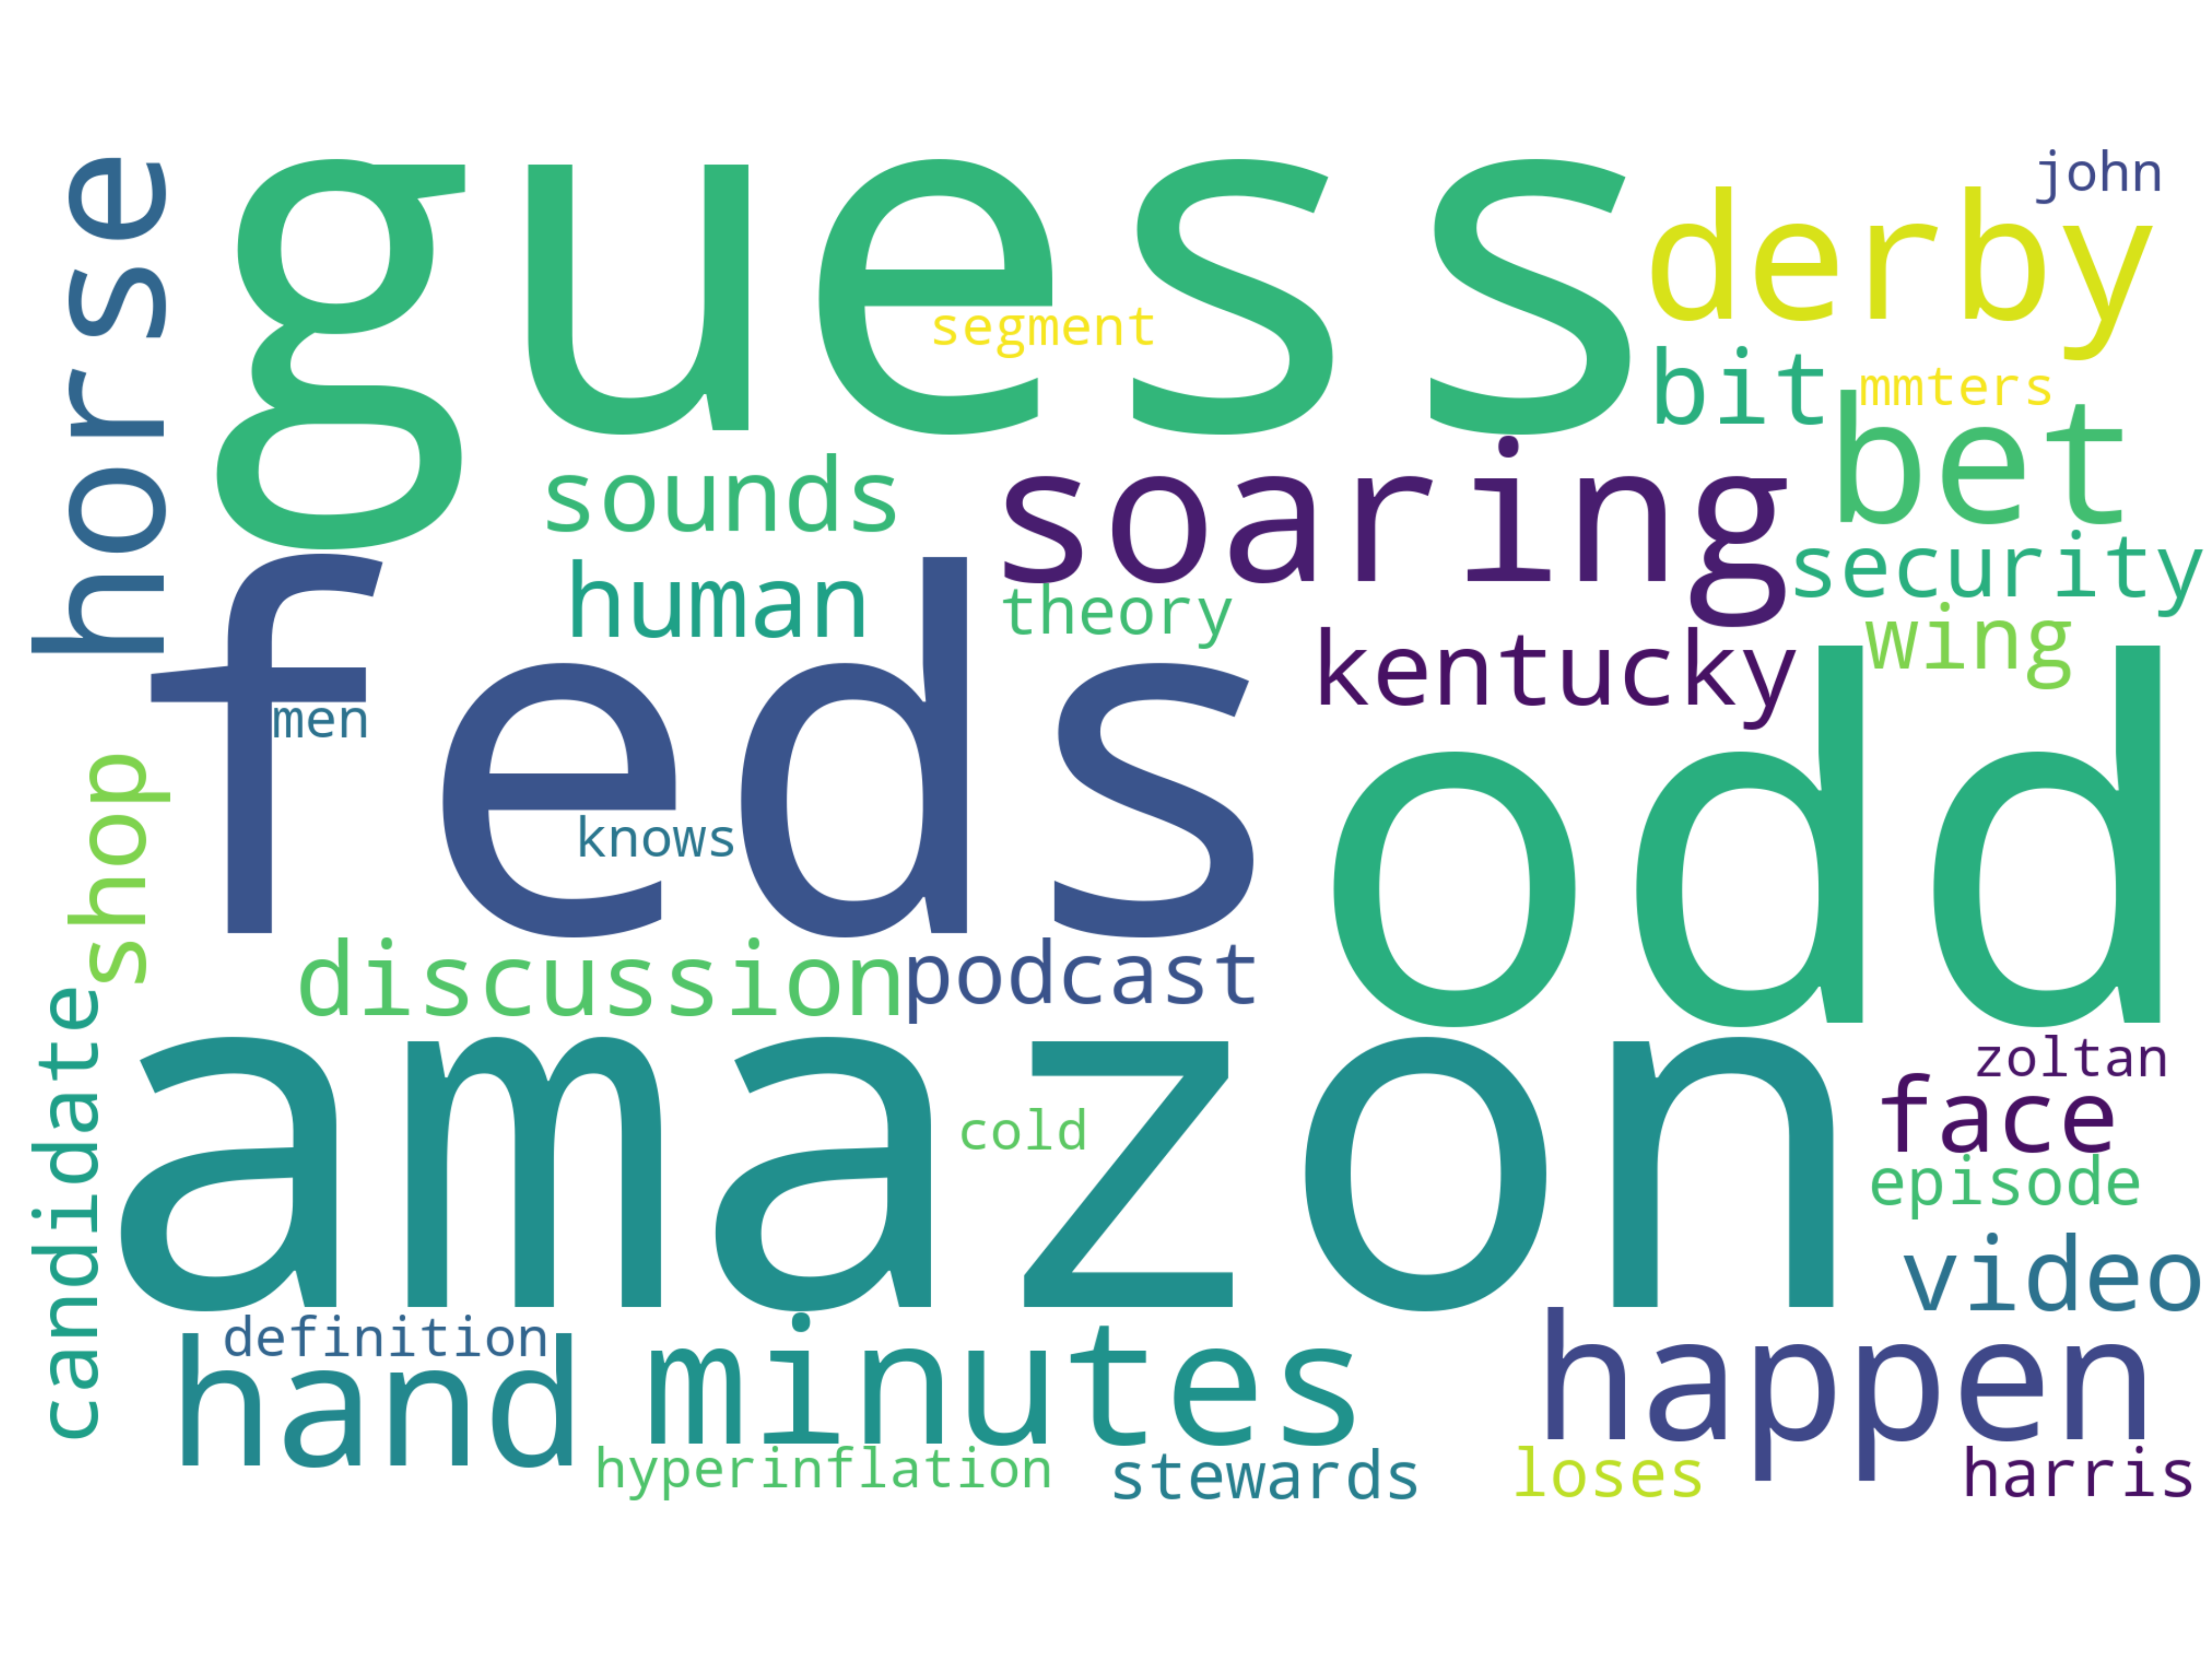 horse
guess
segment
john
derby
bit
mmters
bet
sounds
soaring
security
human
theory
wing
kentucky
feds
men
knows
odd
shop
discussion
podcast
candidate
amazon
cold
zoltan
face
episode
video
definition
hand
minutes
happen
hyperinflation
stewards
loses
harris